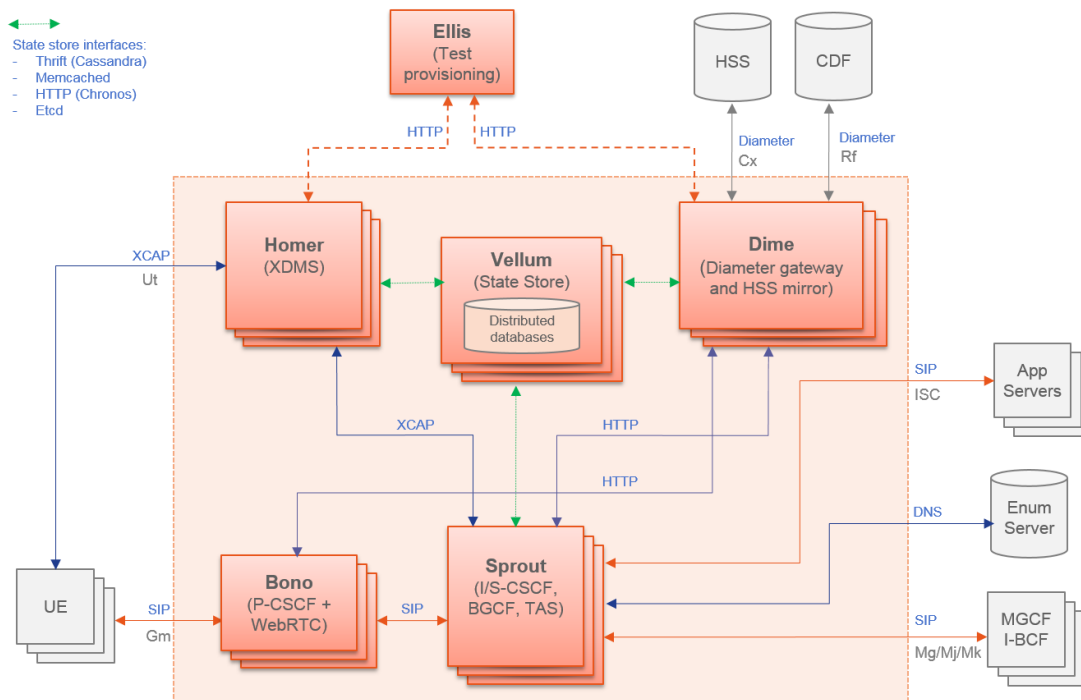 State store interfaces:
- Thrift (Cassandra)
- Memcached
- HTTP (Chronos)
- Etcd
Ellis
(Test
provisioning)
HSS
CDF
HTTP
HTTP
Diameter
Cx
Diameter
Rf
Homer
(XDMS)
Vellum
(State Store)
Distributed
databases
Dime
(Diameter gateway
and HSS mirror)
XCAP
Ut
SIP
ISC
App
Servers
XCAP
HTTP
HTTP
DNS
Enum
Server
UE
SIP
Gm
Bono
(P-CSCF +
WebRTC)
SIP
Sprout
(I/S-CSCF,
BGCF, TAS)
SIP
Mg/Mj/Mk
MGCF
I-BCF